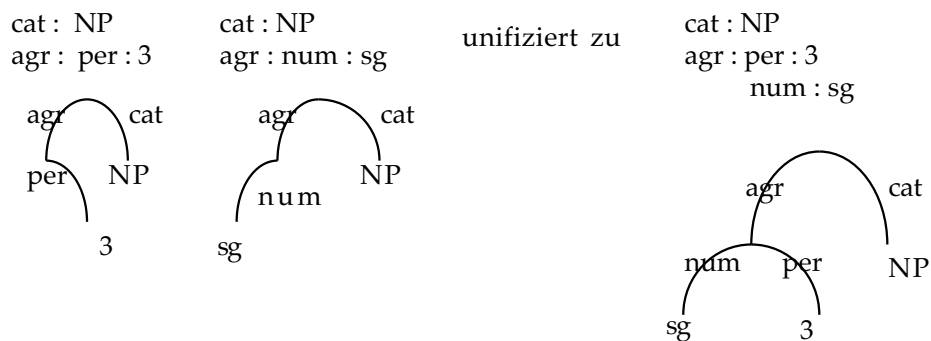 cat : NP
agr : per : 3
agr cat
per NP
3
cat : NP
agr : num : sg
agr cat
num NP
sg
unifiziert zu
cat : NP
agr : per : 3
num : sg
agr cat
num per NP
sg 3